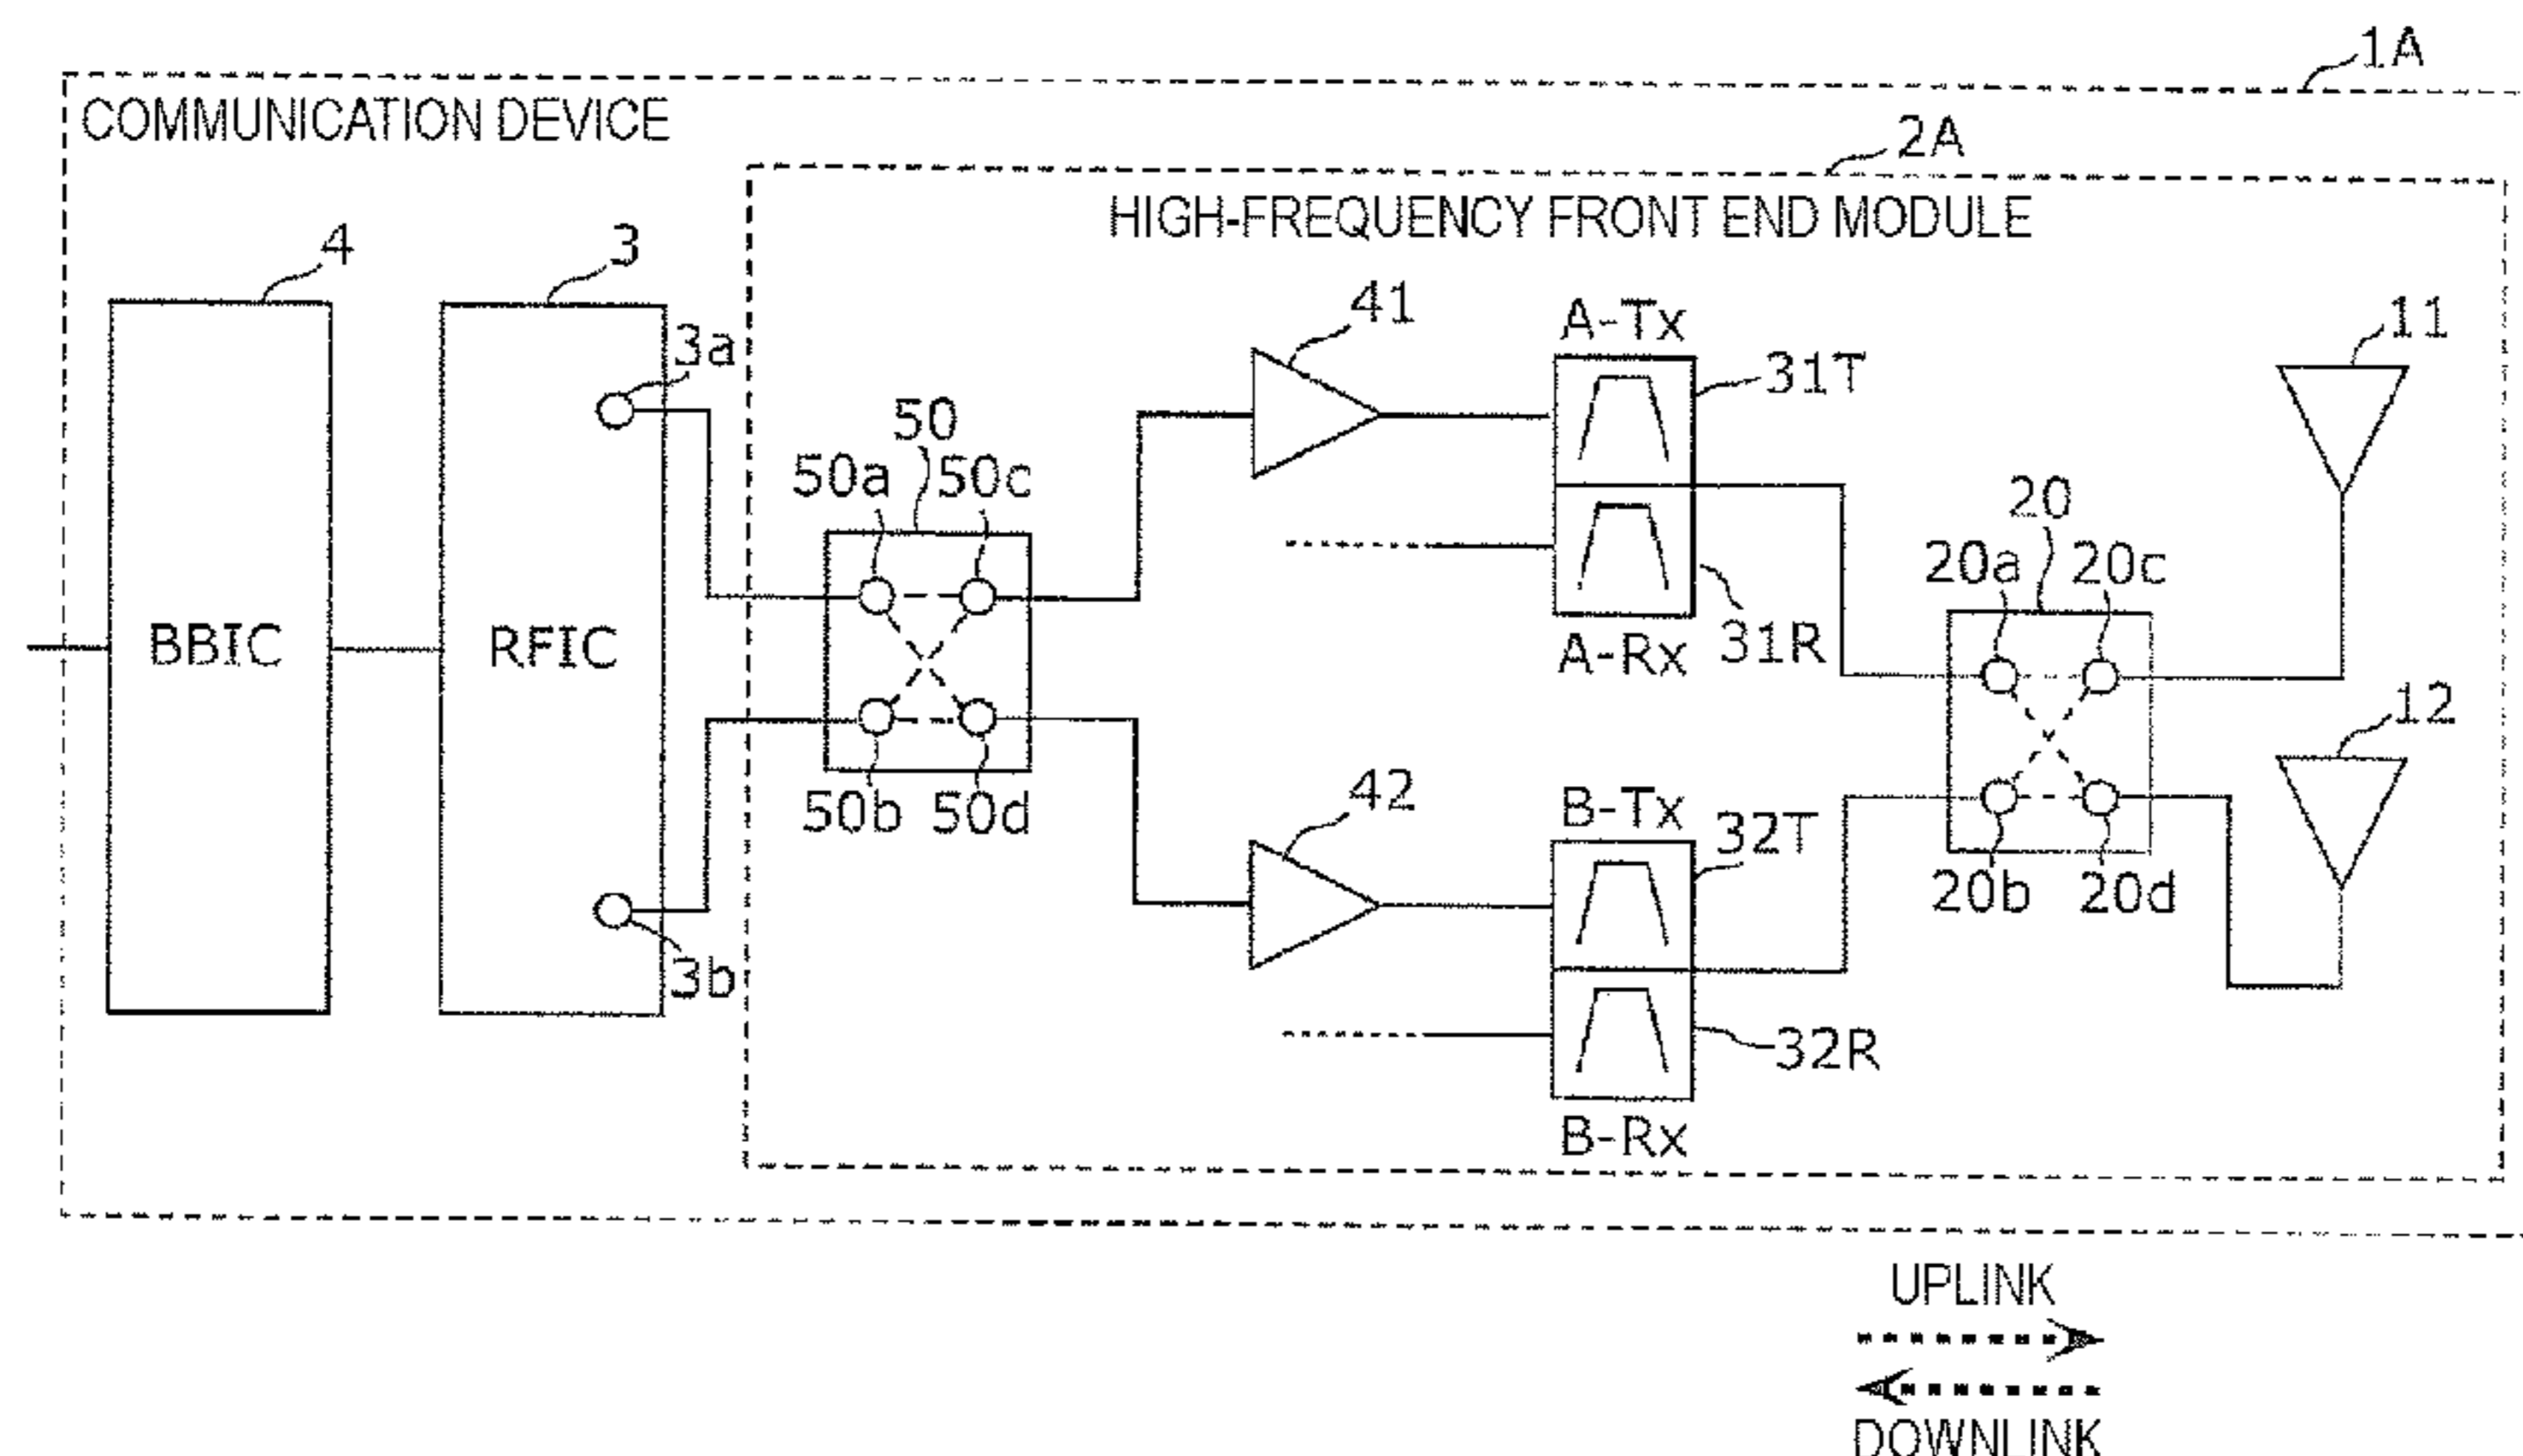 1A
COMMUNICATION DEVICE
2A
HIGH-FREQUENCY FRONT END MODULE
4
3
3a
41
A-Tx
31T
11
50
50a
50c
20
20a
20c
BBIC
RFIC
A-Rx
31R
12
50b
50d
42
B-Tx
32T
20b
20d
3b
32R
B-Rx
UPLINK
DOWNLINK